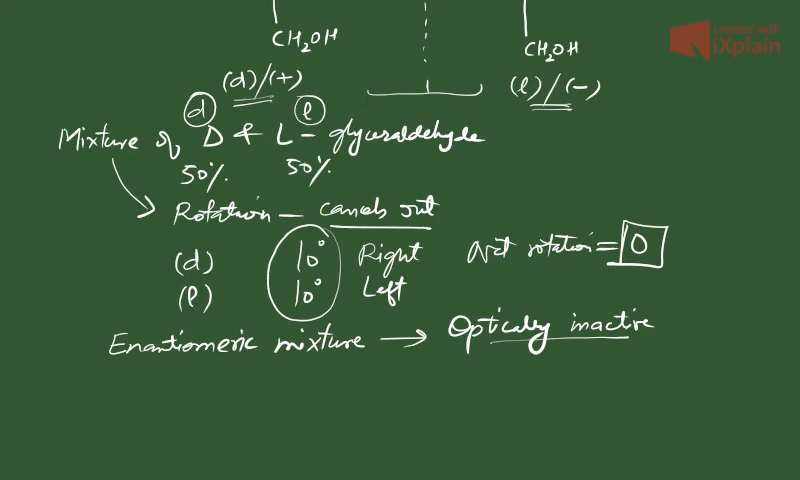 created with
iXplain
CH2OH
CH2OH
(d)/(+)
(l)/(-)
d l
Mixture of D & L - glyceraldehyde
50% 50%
Rotation - Cancels out
(d) 10° Right
Net rotation = 0
(l) 10° Left
Enantiomeric mixture → Optically inactive